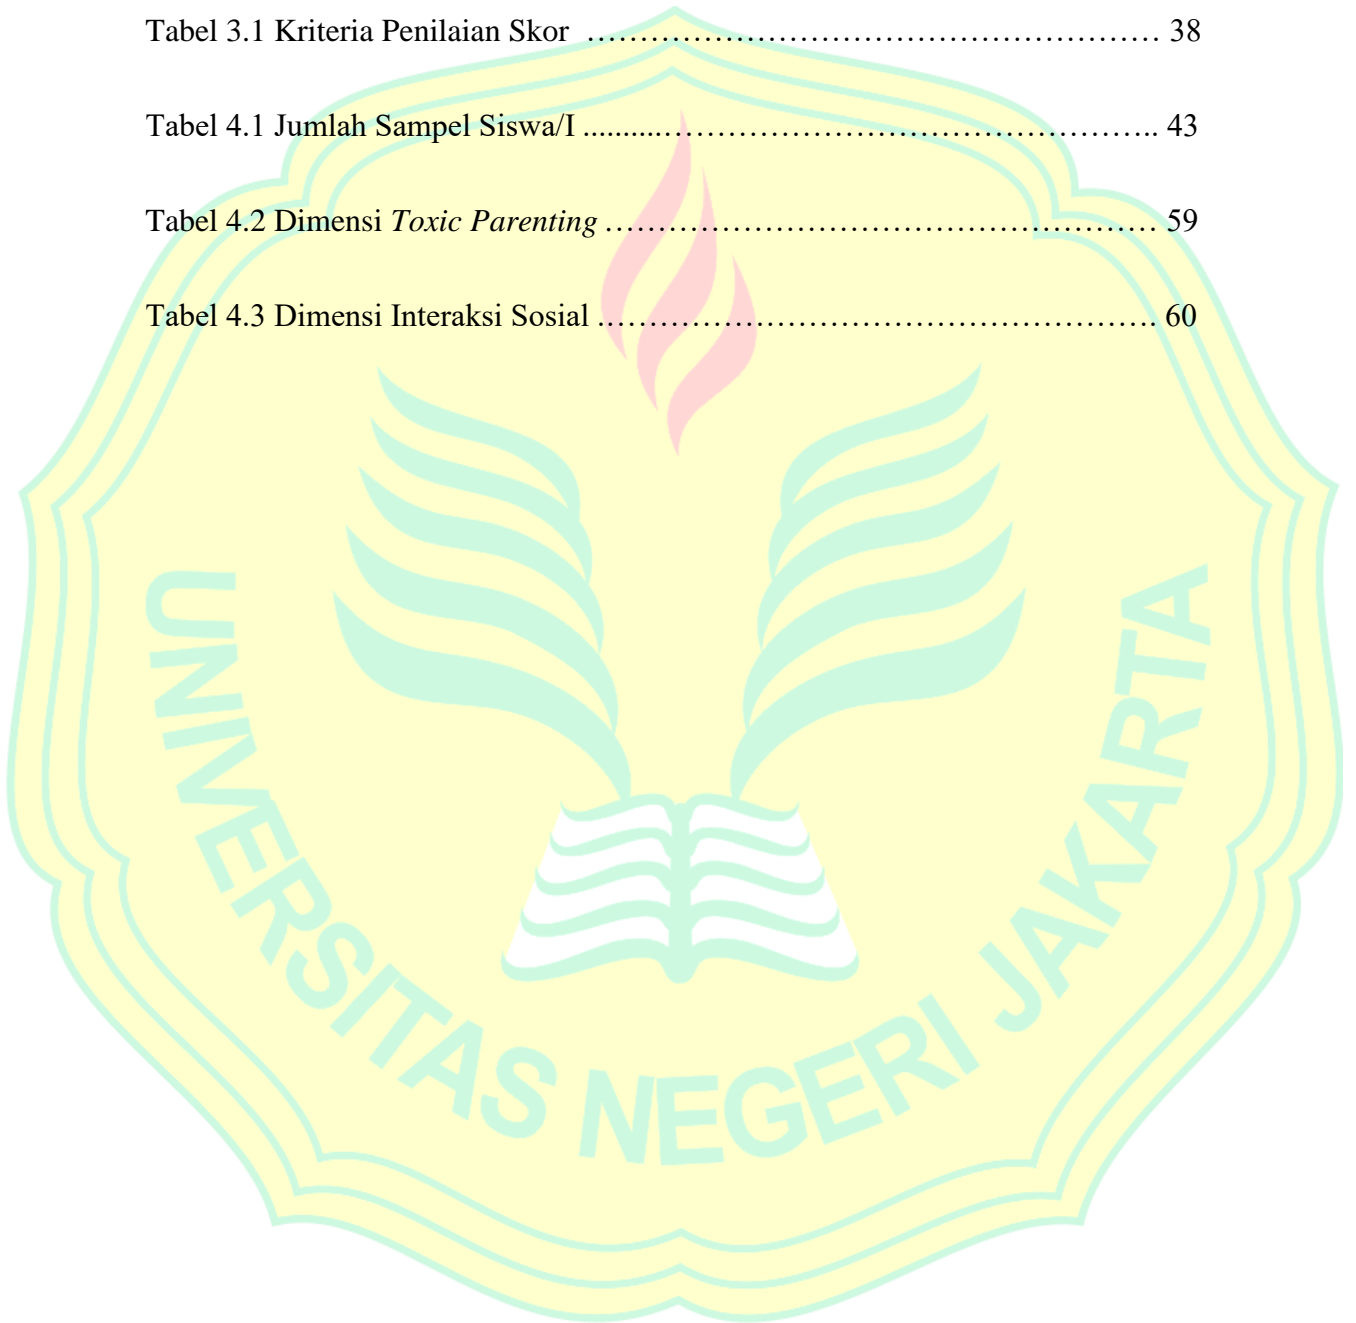 Tabel 3.1 Kriteria Penilaian Skor ………………………………………………… 38
Tabel 4.1 Jumlah Sampel Siswa/I ..........………………………………………….. 43
Tabel 4.2 Dimensi Toxic Parenting ……………………………………………… 59
Tabel 4.3 Dimensi Interaksi Sosial ………………………………………………. 60
UNIVERSITAS NEGERI JAKARTA